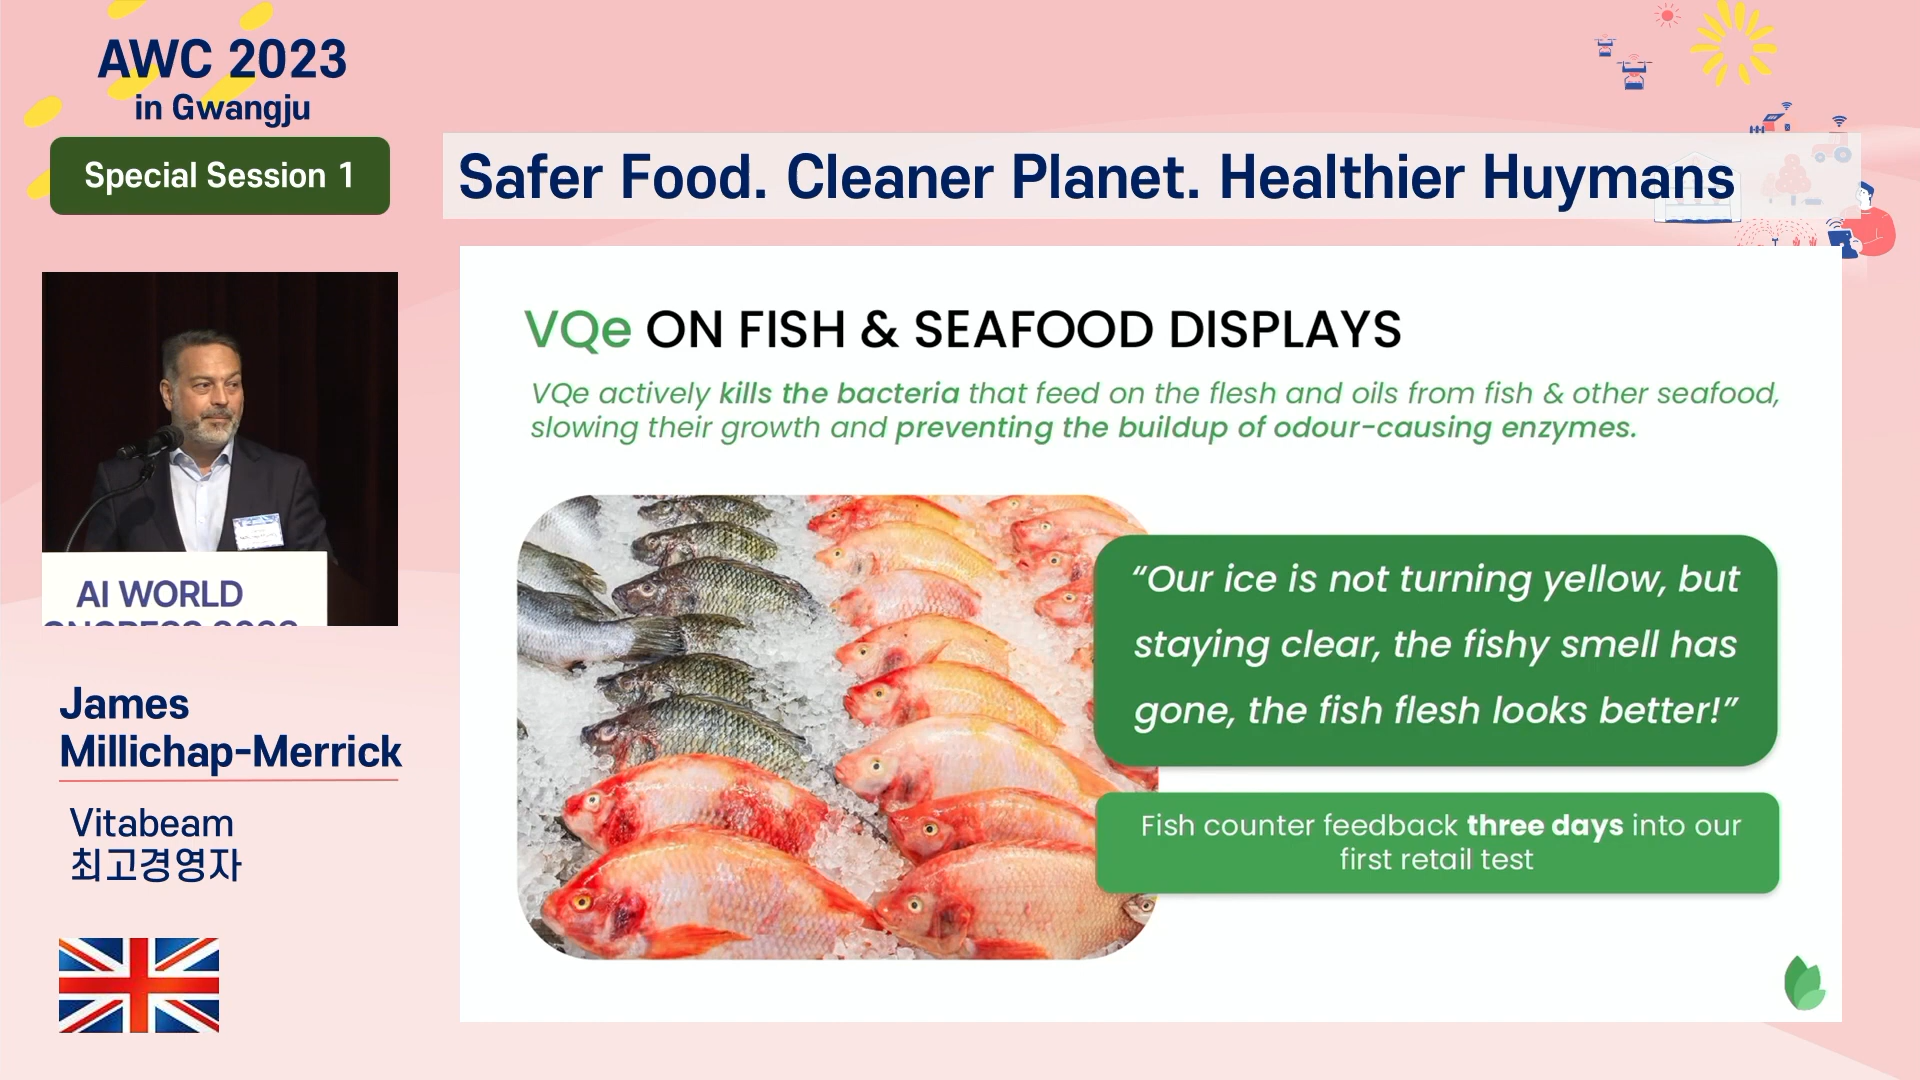 AWC 2023
in Gwangju
Special Session 1
Safer Food. Cleaner Planet. Healthier Huymans
AI WORLD
James
Millichap-Merrick
Vitabeam
최고경영자
VQe ON FISH & SEAFOOD DISPLAYS
VQe actively kills the bacteria that feed on the flesh and oils from fish & other seafood,
slowing their growth and preventing the buildup of odour-causing enzymes.
“Our ice is not turning yellow, but
staying clear, the fishy smell has
gone, the fish flesh looks better!”
Fish counter feedback three days into our
first retail test